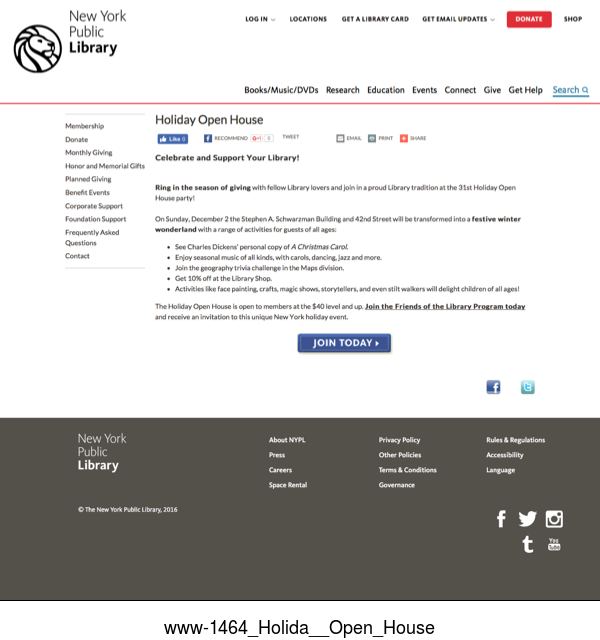 New York
Public
Library
LOG IN
LOCATIONS
GET A LIBRARY CARD
GET EMAIL UPDATES
DONATE
SHOP
Books/Music/DVDs
Research
Education
Events
Connect
Give
Get Help
Search
Membership
Donate
Monthly Giving
Honor and Memorial Gifts
Planned Giving
Benefit Events
Corporate Support
Foundation Support
Frequently Asked
Questions
Contact
Holiday Open House
Like 0
RECOMMEND
G+1 0
TWEET
EMAIL
PRINT
SHARE
Celebrate and Support Your Library!
Ring in the season of giving with fellow Library lovers and join in a proud Library tradition at the 31st Holiday Open
House party!
On Sunday, December 2 the Stephen A. Schwarzman Building and 42nd Street will be transformed into a festive winter
wonderland with a range of activities for guests of all ages:
• See Charles Dickens' personal copy of A Christmas Carol.
• Enjoy seasonal music of all kinds, with carols, dancing, jazz and more.
• Join the geography trivia challenge in the Maps division.
• Get 10% off at the Library Shop.
• Activities like face painting, crafts, magic shows, storytellers, and even stilt walkers will delight children of all ages!
The Holiday Open House is open to members at the $40 level and up. Join the Friends of the Library Program today
and receive an invitation to this unique New York holiday event.
JOIN TODAY
New York
Public
Library
About NYPL
Press
Careers
Space Rental
Privacy Policy
Other Policies
Terms & Conditions
Governance
Rules & Regulations
Accessibility
Language
© The New York Public Library, 2016
You
Tube
www-1464_Holida__Open_House